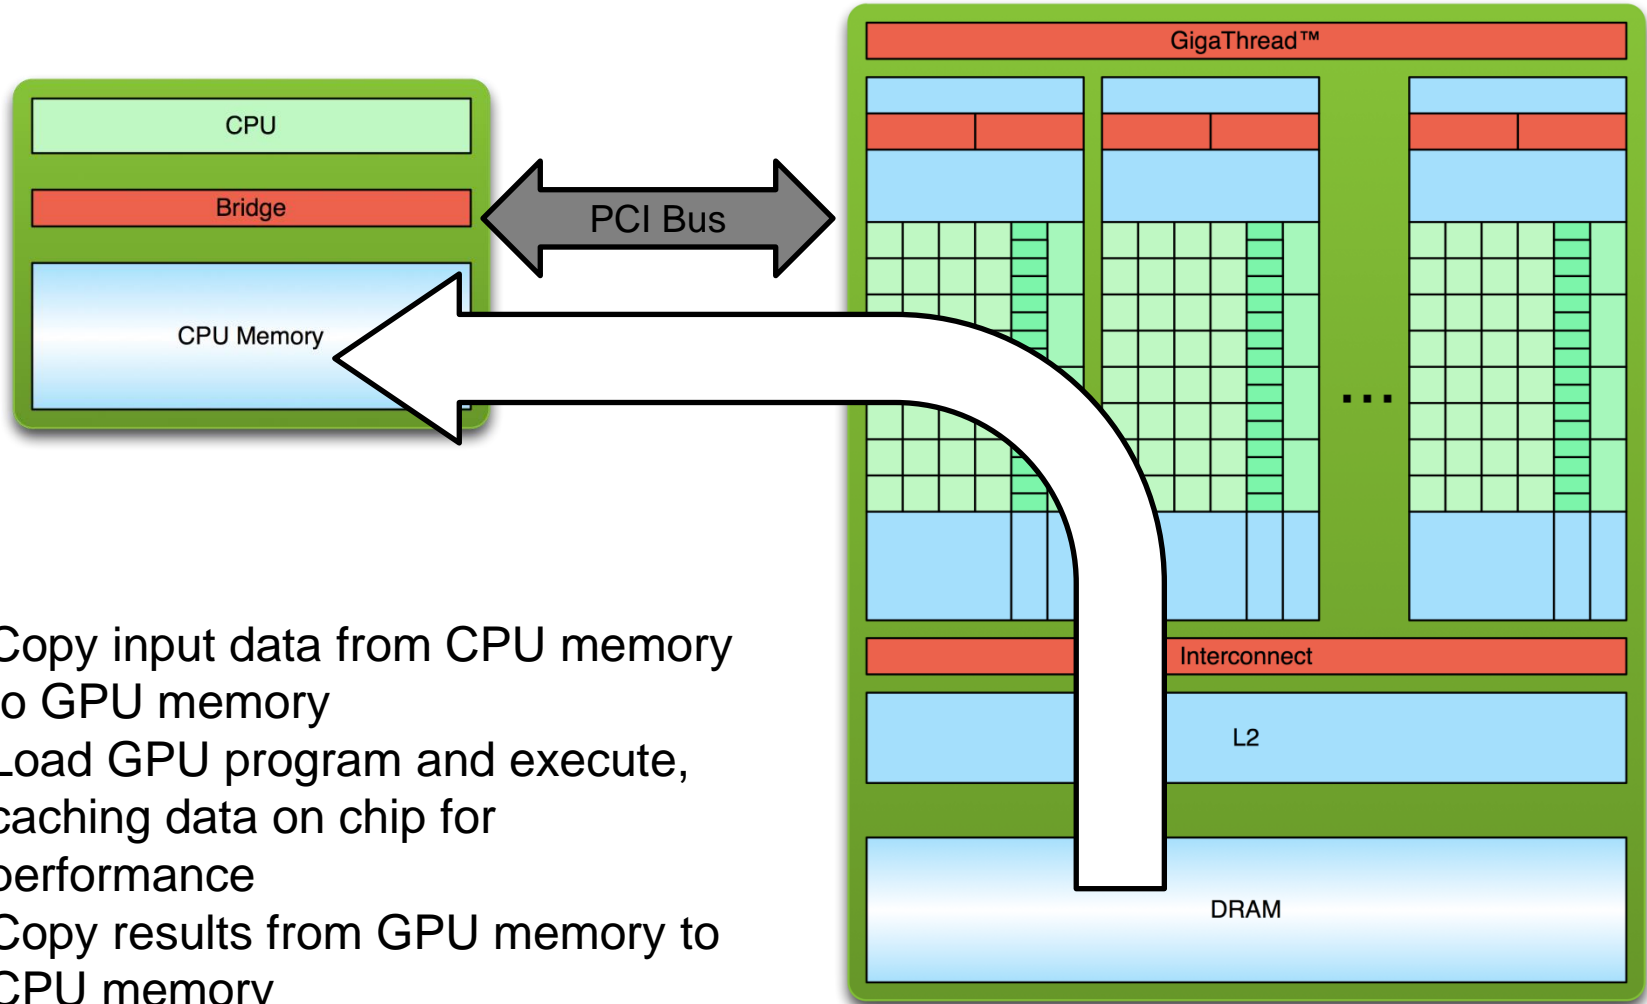 GigaThread™
CPU
Bridge
PCI Bus
CPU Memory
...
Copy input data from CPU memory
to GPU memory
Load GPU program and execute,
caching data on chip for
performance
Copy results from GPU memory to
CPU memory
Interconnect
L2
DRAM